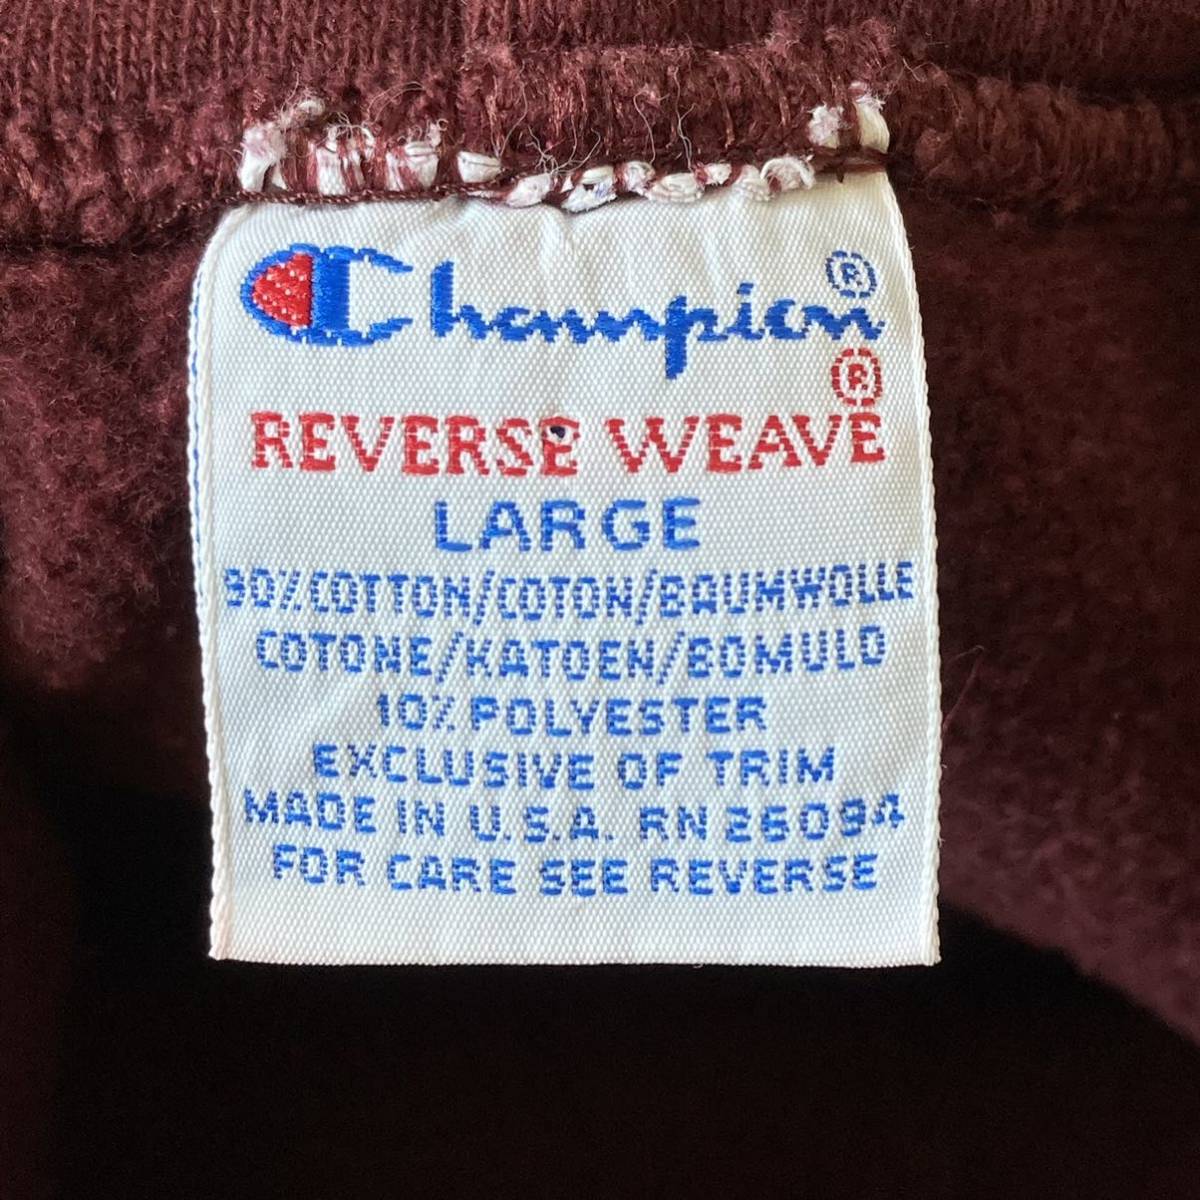 Champion®
REVERSE WEAVE®
LARGE
90% COTTON/COTON/BAUMWOLLE
COTONE/KATOEN/BOMULD
10% POLYESTER
EXCLUSIVE OF TRIM
MADE IN U.S.A. RN 26094
FOR CARE SEE REVERSE